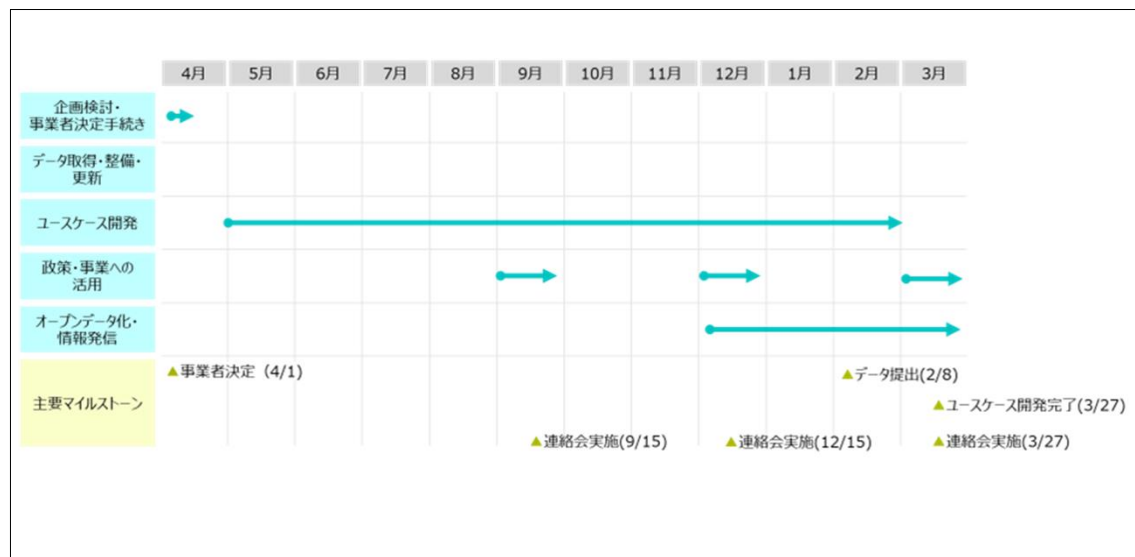 4月 5月 6月 7月 8月 9月 10月 11月 12月 1月 2月 3月
企画検討・
事業者決定手続き
データ取得・整備・
更新
ユースケース開発
政策・事業への
活用
オープンデータ化・
情報発信
主要マイルストーン
▲事業者決定（4/1)
▲データ提出(2/8)
▲ユースケース開発完了(3/27)
▲連絡会実施(9/15)
▲連絡会実施(12/15)
▲連絡会実施(3/27)